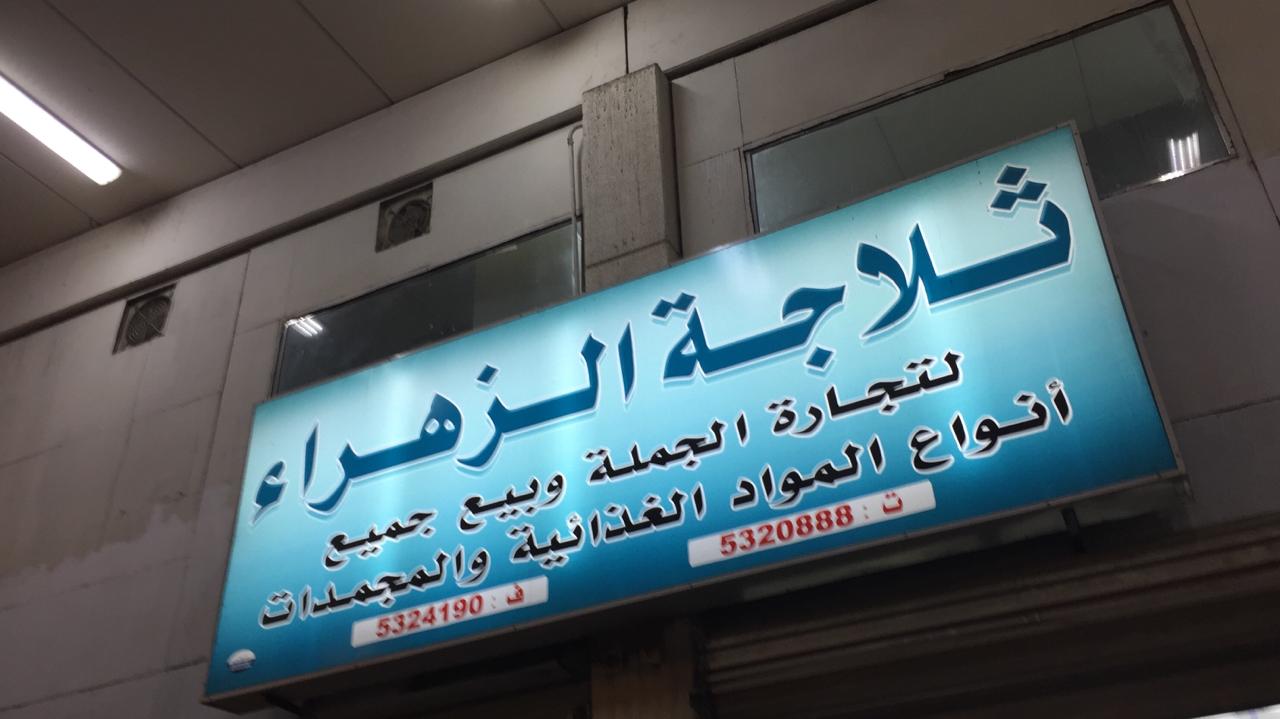 ثلاجة الزهراء
لتجارة الجملة وبيع جميع
أنواع المواد الغذائية والمجمدات
ت : 5320888
ف : 5324190